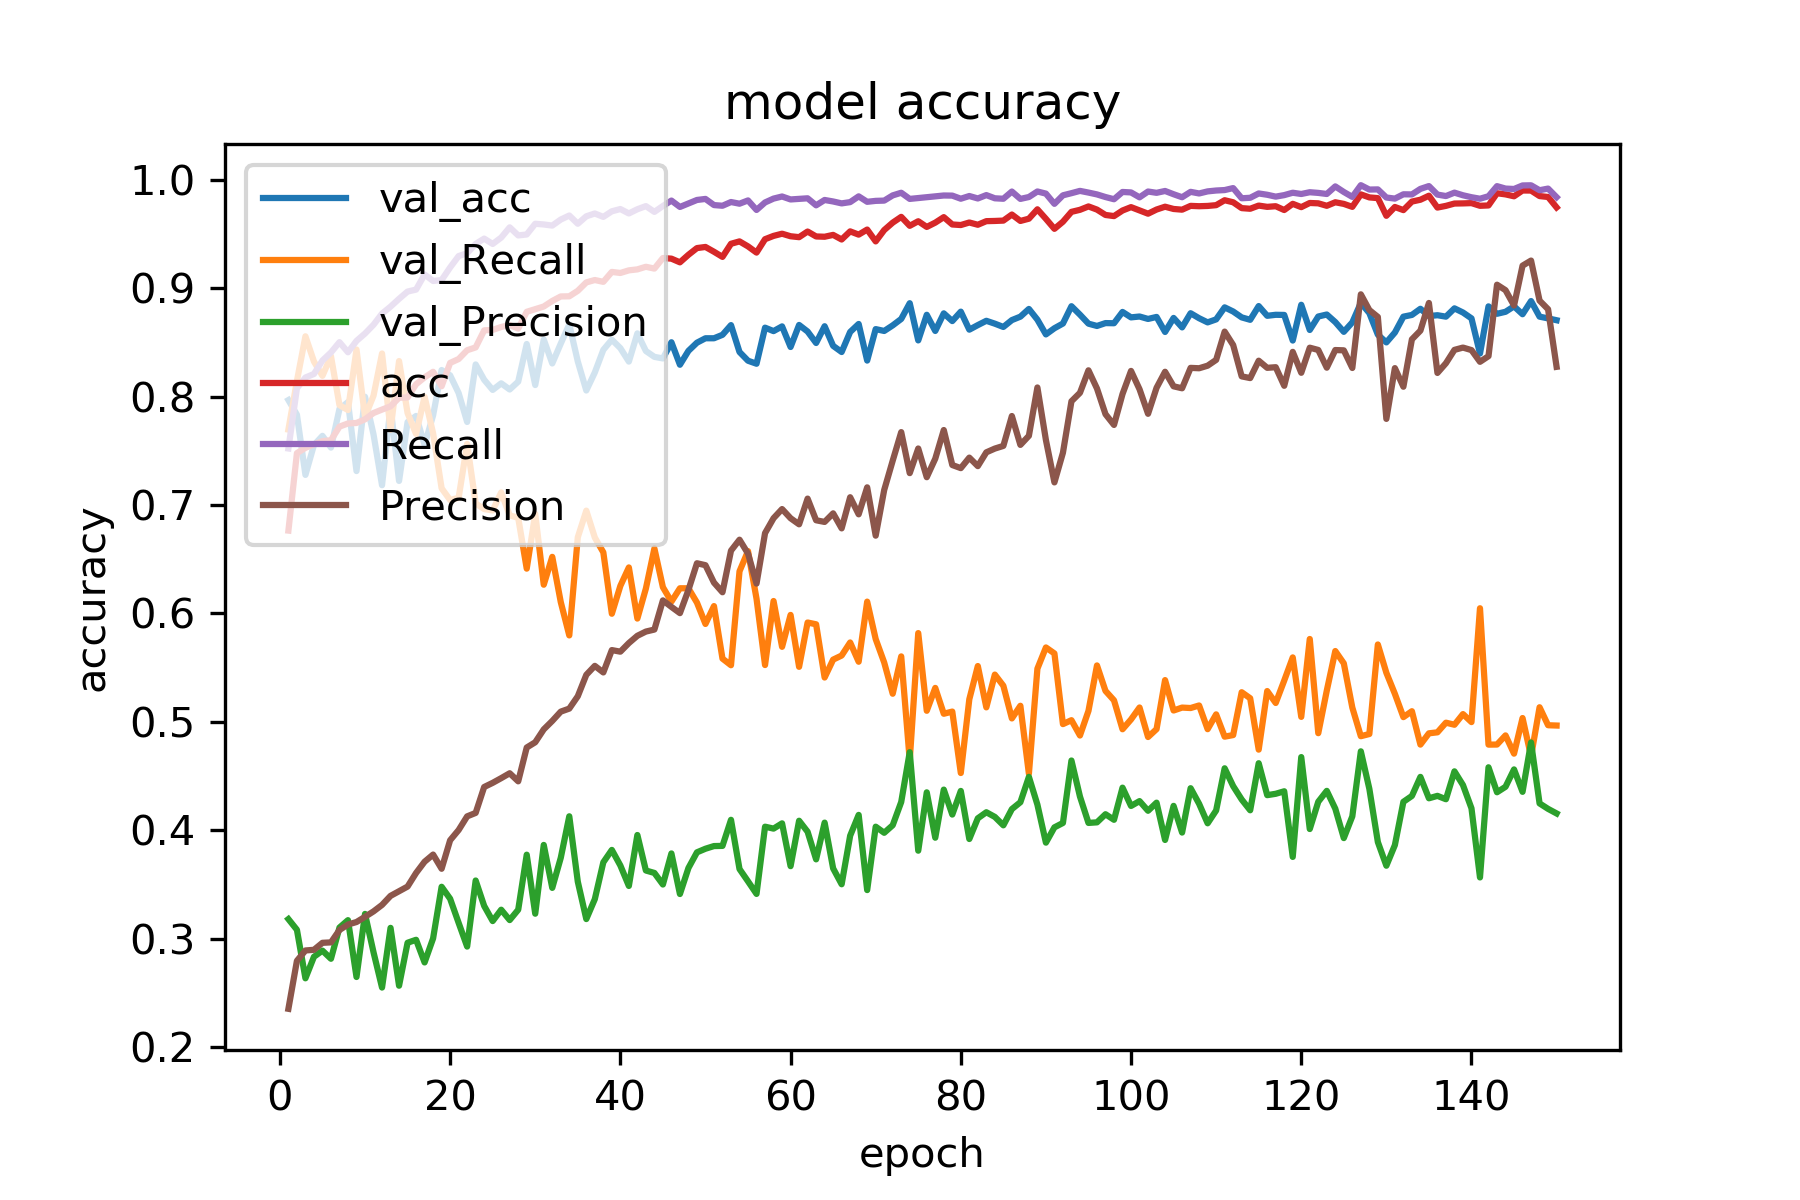 model accuracy
val_acc
val_Recall
val_Precision
acc
Recall
Precision
accuracy
1.0
0.9
0.8
0.7
0.6
0.5
0.4
0.3
0.2
0 20 40 60 80 100 120 140
epoch